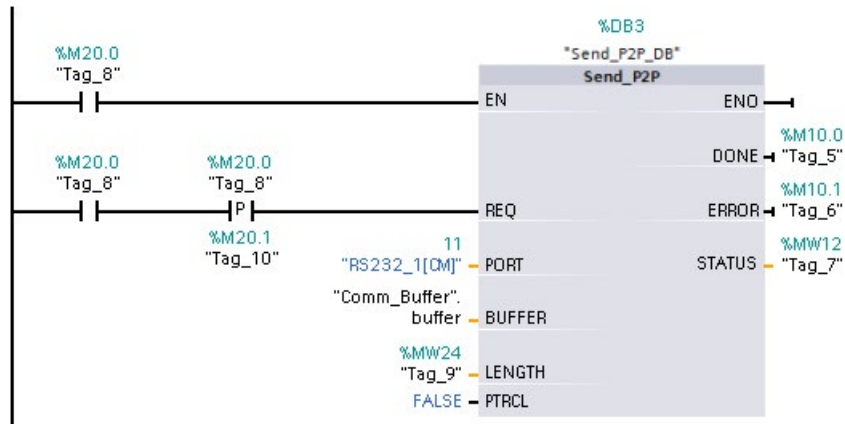 %DB3
"Send_P2P_DB"
Send_P2P
%M20.0
"Tag_8"
EN
ENO
%M10.0
DONE
"Tag_5"
%M20.0
"Tag_8"
%M20.0
"Tag_8"
P
%M20.1
"Tag_10"
REQ
%M10.1
ERROR
"Tag_6"
11
"RS232_1[CM]"
PORT
%MW12
STATUS
"Tag_7"
"Comm_Buffer".
buffer
BUFFER
%MW24
"Tag_9"
LENGTH
FALSE
PTRCL